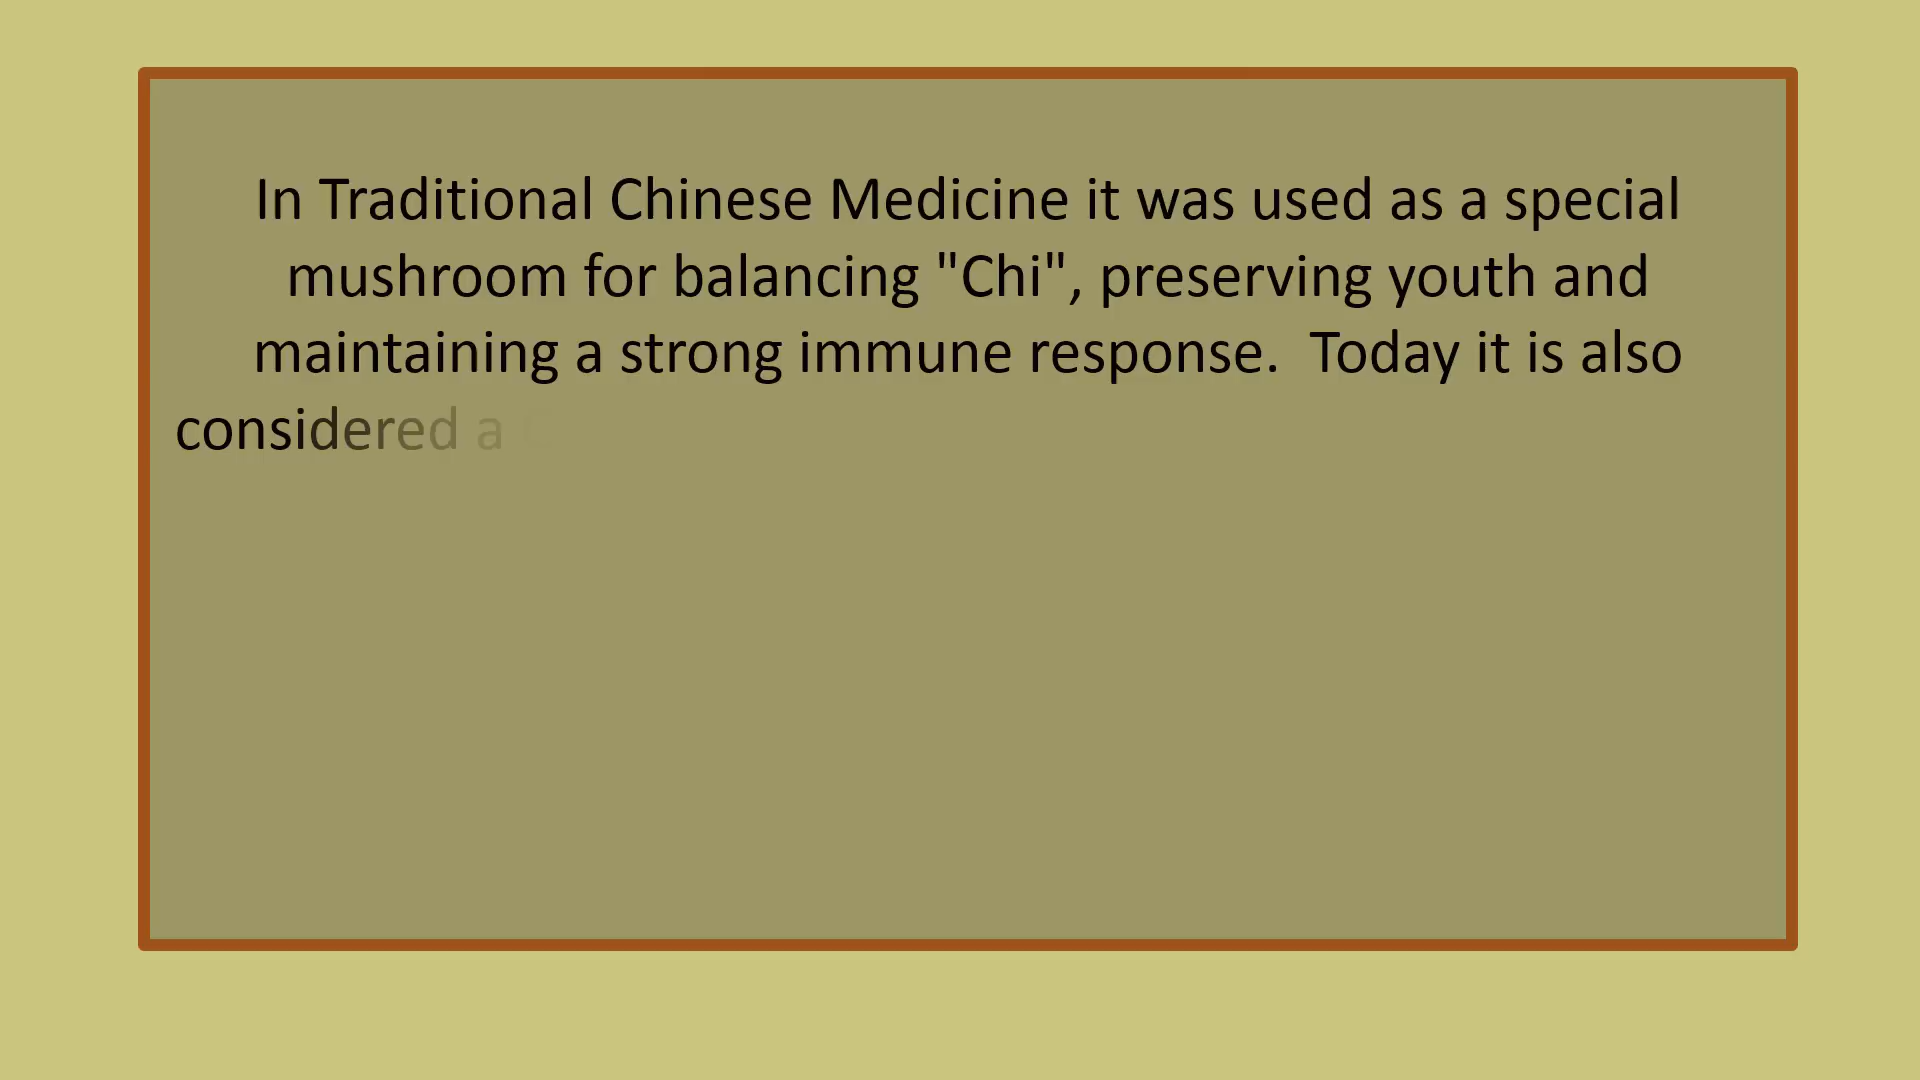 In Traditional Chinese Medicine it was used as a special
mushroom for balancing "Chi", preserving youth and
maintaining a strong immune response.  Today it is also
considered a